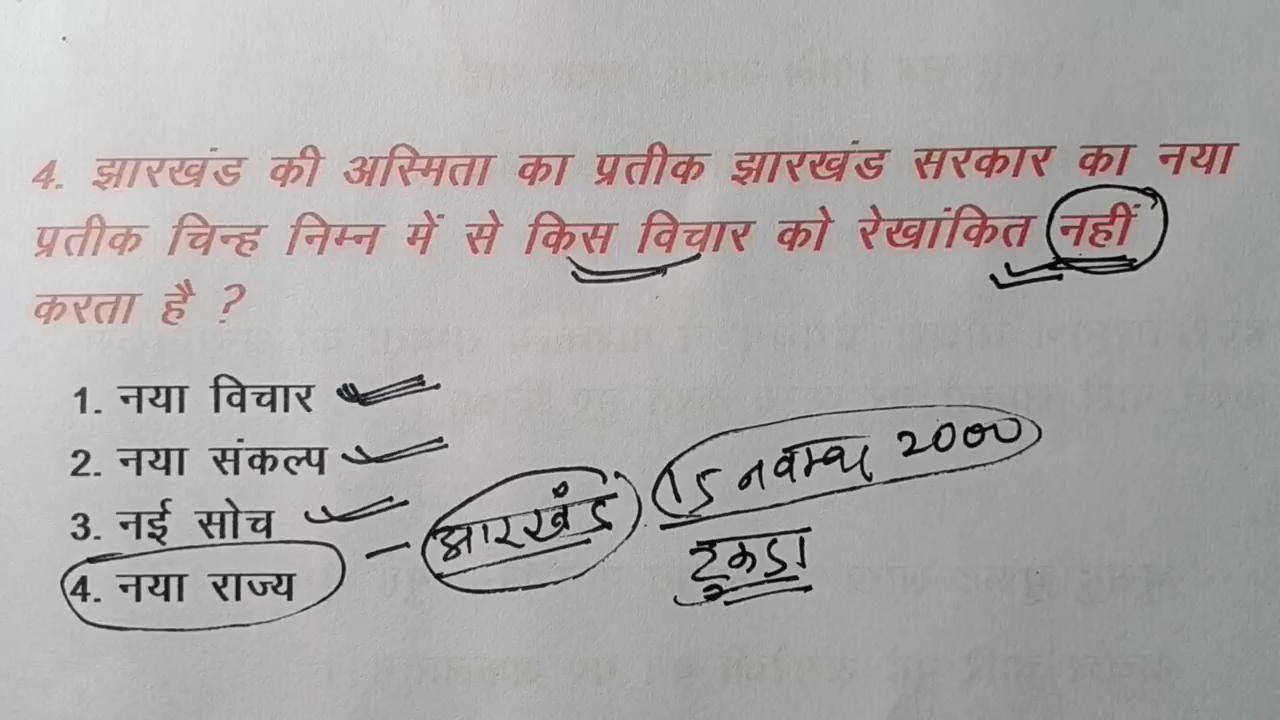 4. झारखंड की अस्मिता का प्रतीक झारखंड सरकार का नया
प्रतीक चिन्ह निम्न में से किस विचार को रेखांकित नहीं
करता है ?
1. नया विचार
2. नया संकल्प
3. नई सोच
4. नया राज्य – झारखंड
15 नवम्बर 2000
टुकडा